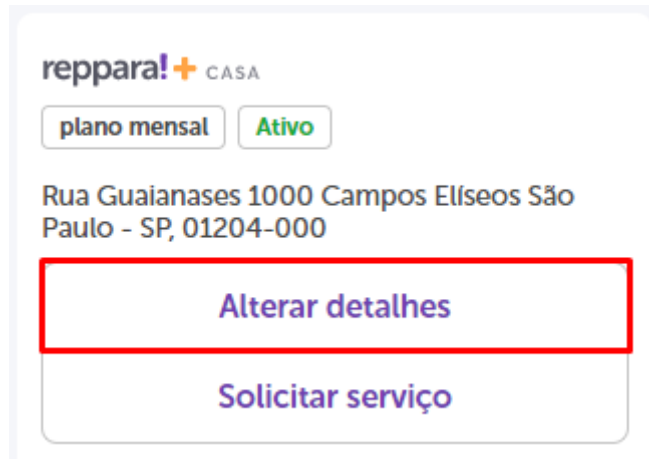 reppara!+ CASA
plano mensal Ativo
Rua Guaianases 1000 Campos Elíseos São
Paulo - SP, 01204-000
Alterar detalhes
Solicitar serviço